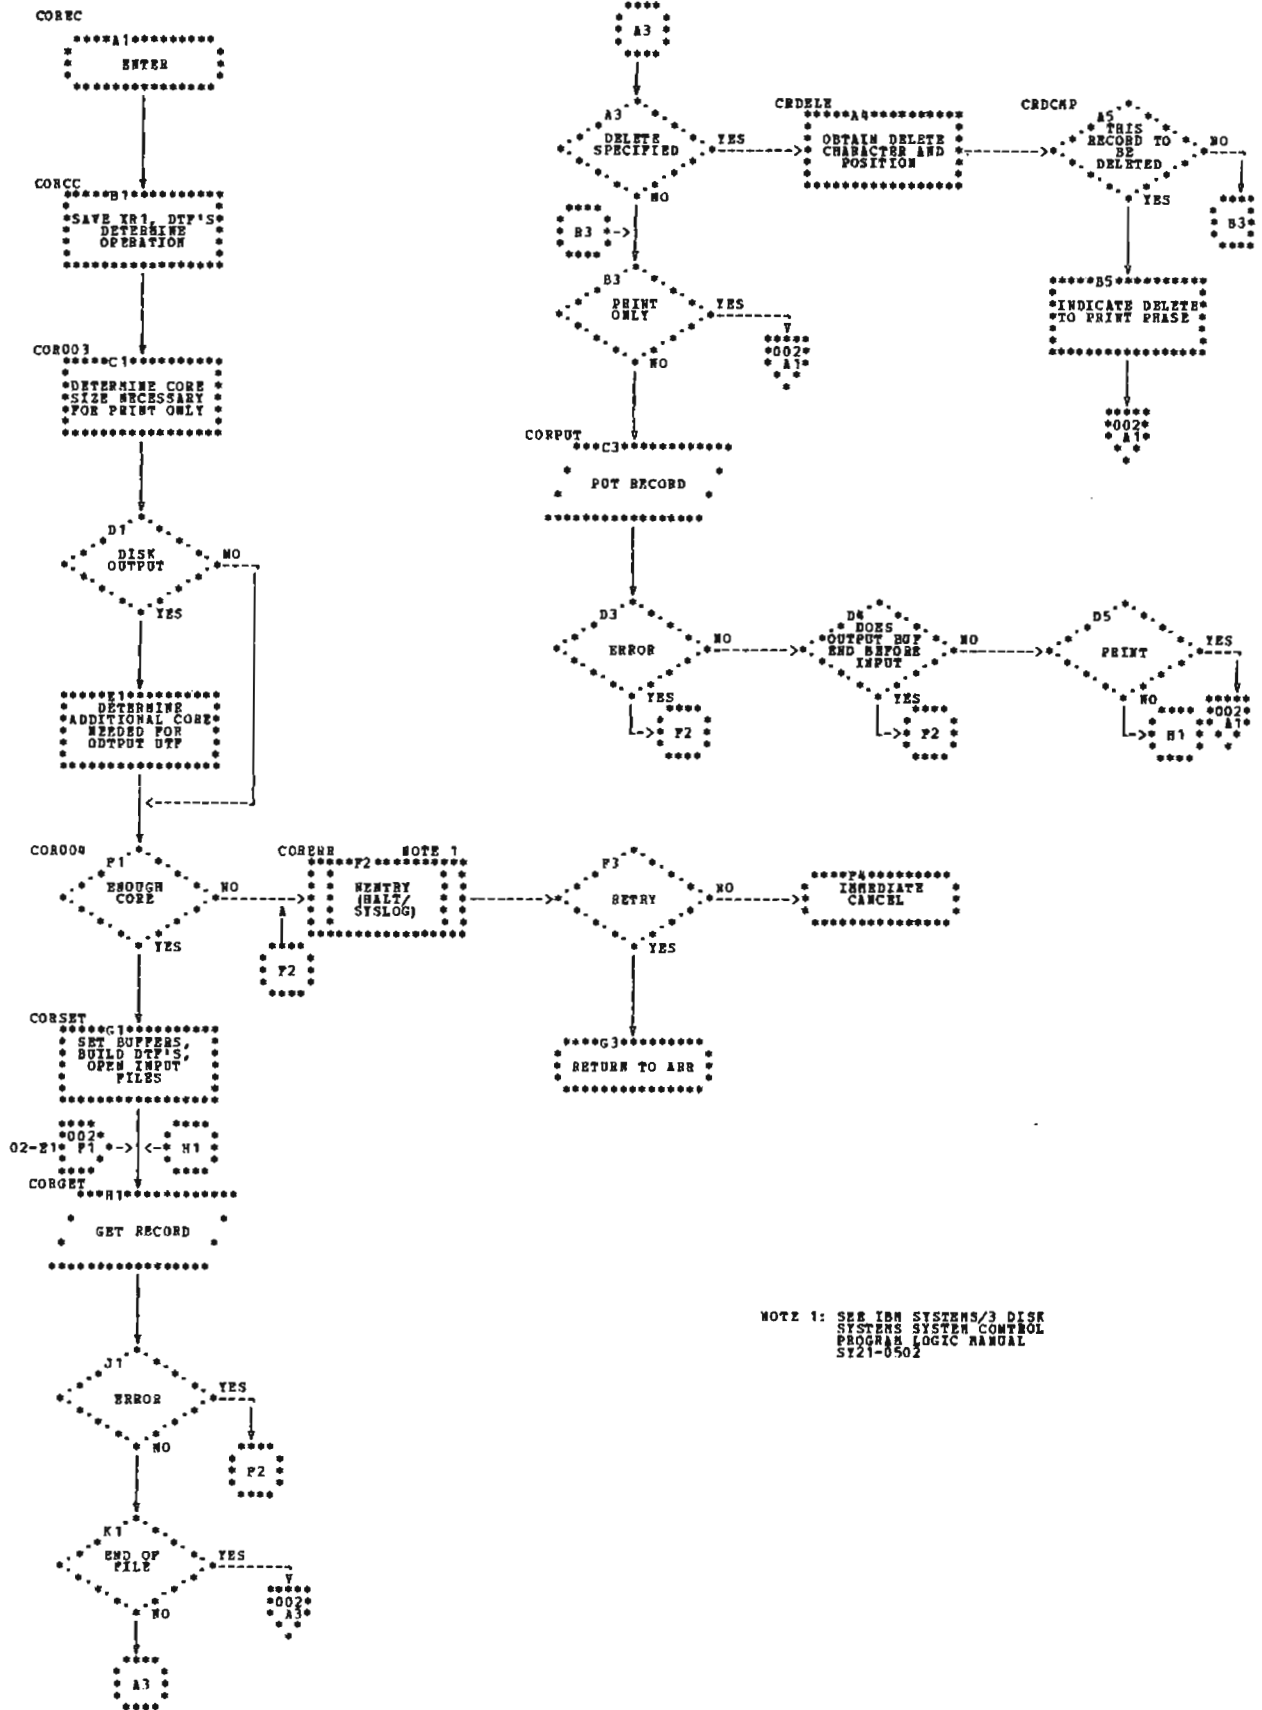 COREC
A1
ENTER
CORCC
B1
SAVE XR1, DTF'S
DETERMINE
OPERATION
COR003
C1
DETERMINE CORE
SIZE NECESSARY
FOR PRINT ONLY
D1
DISK
OUTPUT
NO
YES
E1
DETERMINE
ADDITIONAL CORE
NEEDED FOR
OUTPUT DTF
COR004
F1
ENOUGH
CORE
NO
YES
CORERR
NOTE 1
F2
NENTRY
(HALT/
SYSLOG)
F2
F3
RETRY
NO
YES
F4
IMMEDIATE
CANCEL
G3
RETURN TO ARR
CORSET
G1
SET BUFFERS,
BUILD DTF'S,
OPEN INPUT
FILES
02-E1
002
F1
H1
CORGET
H1
GET RECORD
J1
ERROR
YES
NO
F2
K1
END OF
FILE
YES
NO
002
A3
A3
A3
A3
DELETE
SPECIFIED
YES
NO
CRDELE
A4
OBTAIN DELETE
CHARACTER AND
POSITION
CRDCMP
A5
THIS
RECORD TO
BE
DELETED
NO
YES
B3
B5
INDICATE DELETE
TO PRINT PHASE
002
A1
B3
B3
PRINT
ONLY
YES
NO
002
A1
CORPUT
C3
PUT RECORD
D3
ERROR
NO
YES
F2
D4
DOES
OUTPUT BUF
END BEFORE
INPUT
NO
YES
F2
D5
PRINT
YES
NO
H1
002
A1
NOTE 1: SEE IBM SYSTEMS/3 DISK
SYSTEMS SYSTEM CONTROL
PROGRAM LOGIC MANUAL
SY21-0502